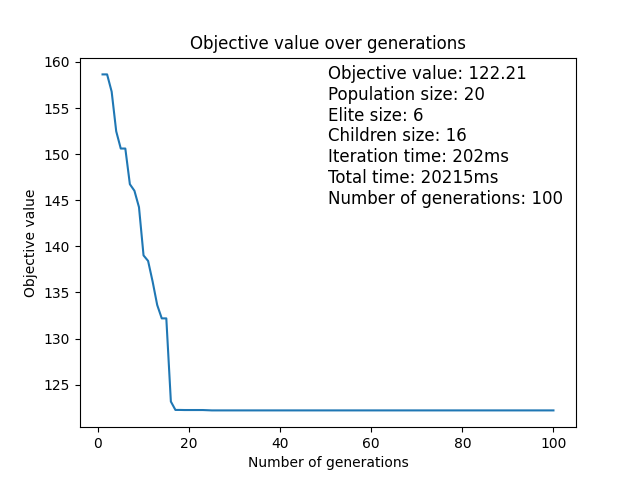 Objective value over generations
160
155
150
145
140
135
130
125
Objective value
Objective value: 122.21
Population size: 20
Elite size: 6
Children size: 16
Iteration time: 202ms
Total time: 20215ms
Number of generations: 100
0 20 40 60 80 100
Number of generations